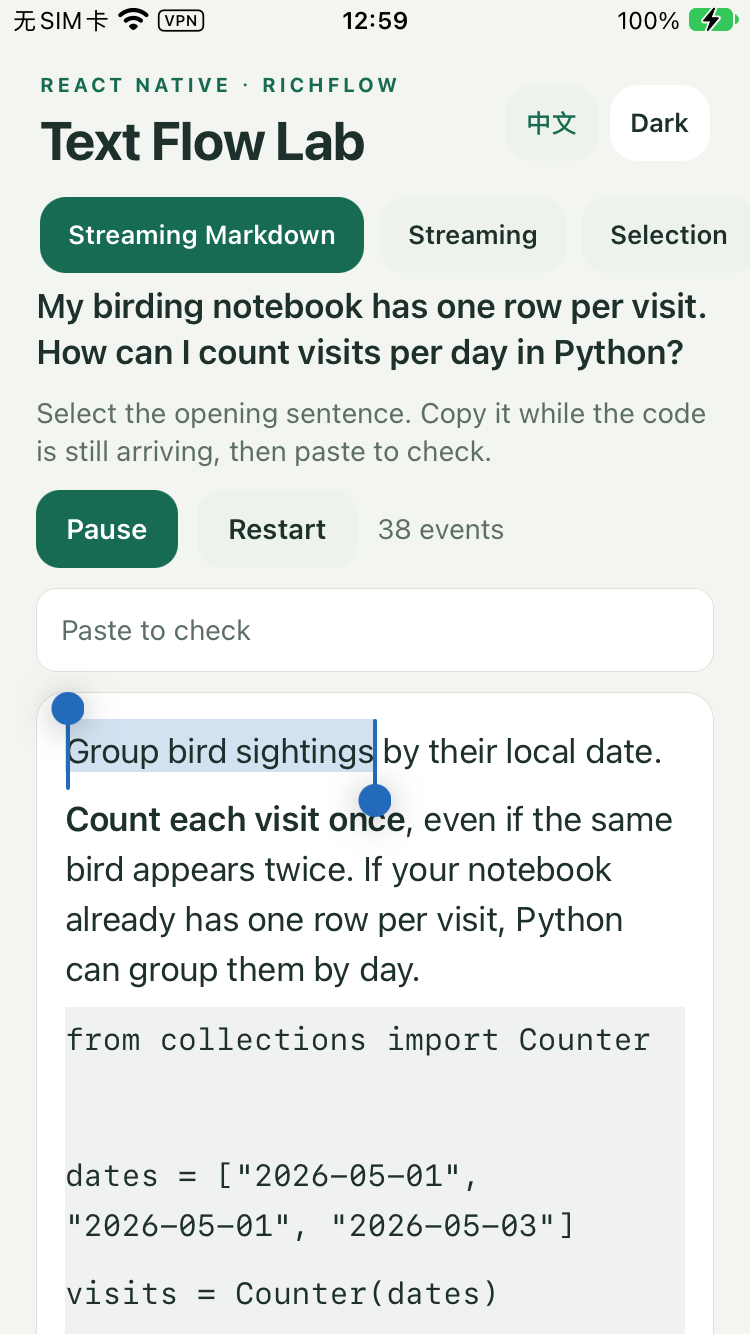 无SIM卡 VPN 12:59 100%
REACT NATIVE · RICHFLOW
Text Flow Lab
中文 Dark
Streaming Markdown Streaming Selection
My birding notebook has one row per visit.
How can I count visits per day in Python?
Select the opening sentence. Copy it while the code
is still arriving, then paste to check.
Pause Restart 38 events
Paste to check
Group bird sightings by their local date.
Count each visit once, even if the same
bird appears twice. If your notebook
already has one row per visit, Python
can group them by day.
from collections import Counter
dates = ["2026-05-01",
"2026-05-01", "2026-05-03"]
visits = Counter(dates)